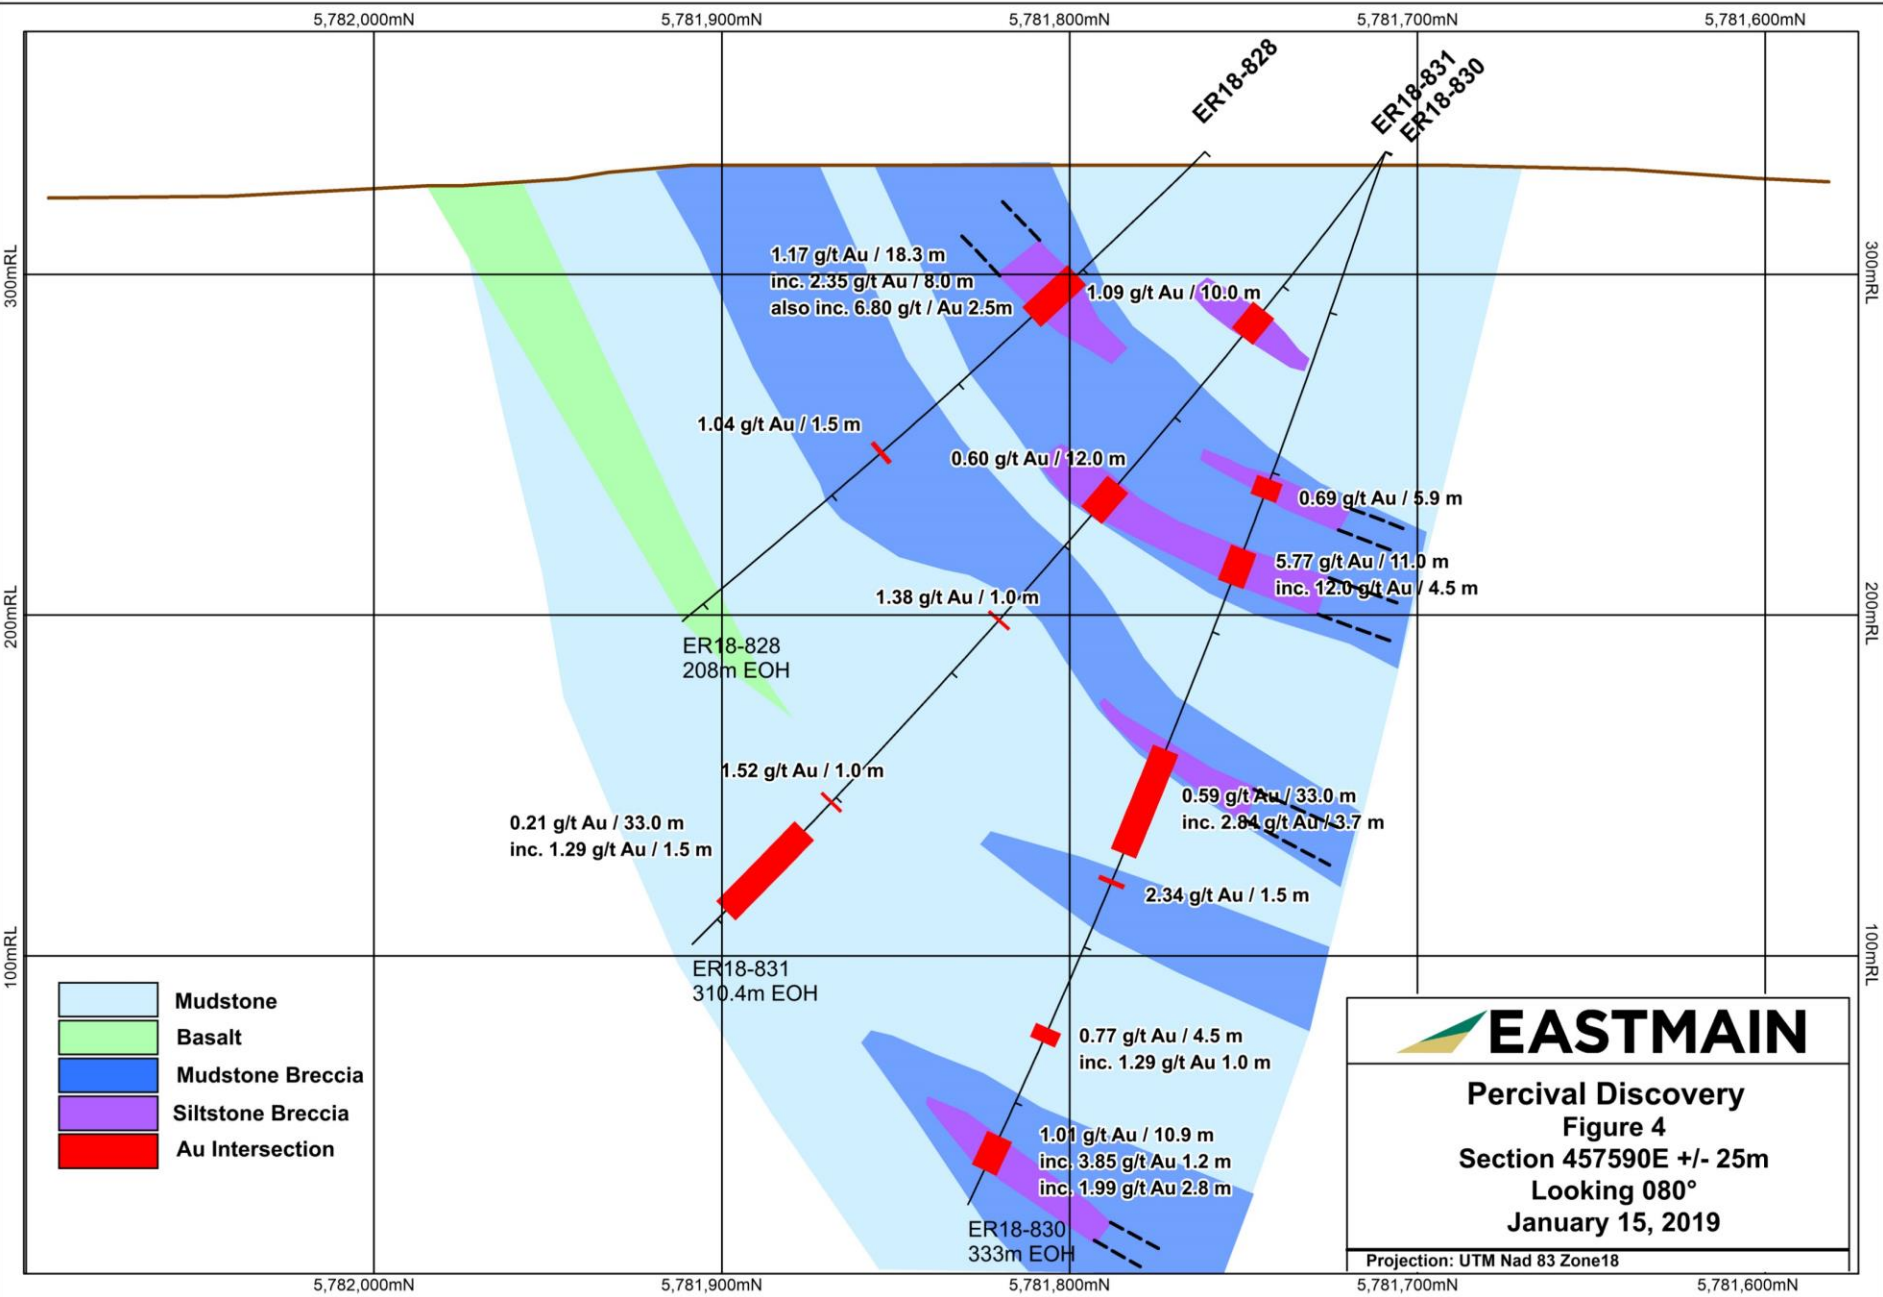 5,782,000mN
5,781,900mN
5,781,800mN
5,781,700mN
5,781,600mN
ER18-828
ER18-831
ER18-830
300mRL
300mRL
1.17 g/t Au / 18.3 m
inc. 2.35 g/t Au / 8.0 m
also inc. 6.80 g/t / Au 2.5m
1.09 g/t Au / 10.0 m
1.04 g/t Au / 1.5 m
0.60 g/t Au / 12.0 m
0.69 g/t Au / 5.9 m
5.77 g/t Au / 11.0 m
inc. 12.0 g/t Au / 4.5 m
1.38 g/t Au / 1.0 m
200mRL
200mRL
ER18-828
208m EOH
1.52 g/t Au / 1.0 m
0.59 g/t Au / 33.0 m
inc. 2.84 g/t Au / 3.7 m
0.21 g/t Au / 33.0 m
inc. 1.29 g/t Au / 1.5 m
2.34 g/t Au / 1.5 m
100mRL
100mRL
ER18-831
310.4m EOH
0.77 g/t Au / 4.5 m
inc. 1.29 g/t Au 1.0 m
1.01 g/t Au / 10.9 m
inc. 3.85 g/t Au 1.2 m
inc. 1.99 g/t Au 2.8 m
ER18-830
333m EOH
Mudstone
Basalt
Mudstone Breccia
Siltstone Breccia
Au Intersection
EASTMAIN
Percival Discovery
Figure 4
Section 457590E +/- 25m
Looking 080°
January 15, 2019
Projection: UTM Nad 83 Zone18
5,782,000mN
5,781,900mN
5,781,800mN
5,781,700mN
5,781,600mN